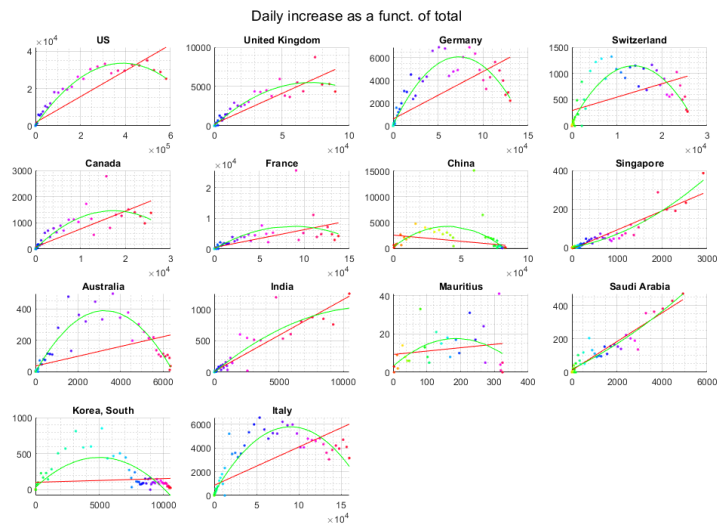 Daily increase as a funct. of total
US
United Kingdom
Germany
Switzerland
× 10^4
4
2
0
0 2 4 6
× 10^5
10000
5000
0
0 5 10
× 10^4
6000
4000
2000
0
0 5 10 15
× 10^4
1500
1000
500
0
0 1 2 3
× 10^4
Canada
France
China
Singapore
3000
2000
1000
0
0 1 2 3
× 10^4
× 10^4
2
1
0
0 5 10 15
× 10^4
15000
10000
5000
0
0 5 10
× 10^4
400
200
0
0 1000 2000 3000
Australia
India
Mauritius
Saudi Arabia
400
200
0
0 2000 4000 6000
1000
500
0
0 5000 10000
40
20
0
0 100 200 300 400
400
200
0
0 2000 4000 6000
Korea, South
Italy
1000
500
0
0 5000 10000
6000
4000
2000
0
0 5 10 15
× 10^4